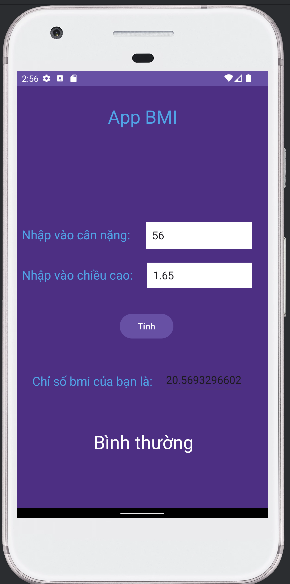 2:56
App BMI
Nhập vào cân nặng: 56
Nhập vào chiều cao: 1.65
Tính
Chỉ số bmi của bạn là: 20.5693296602
Bình thường